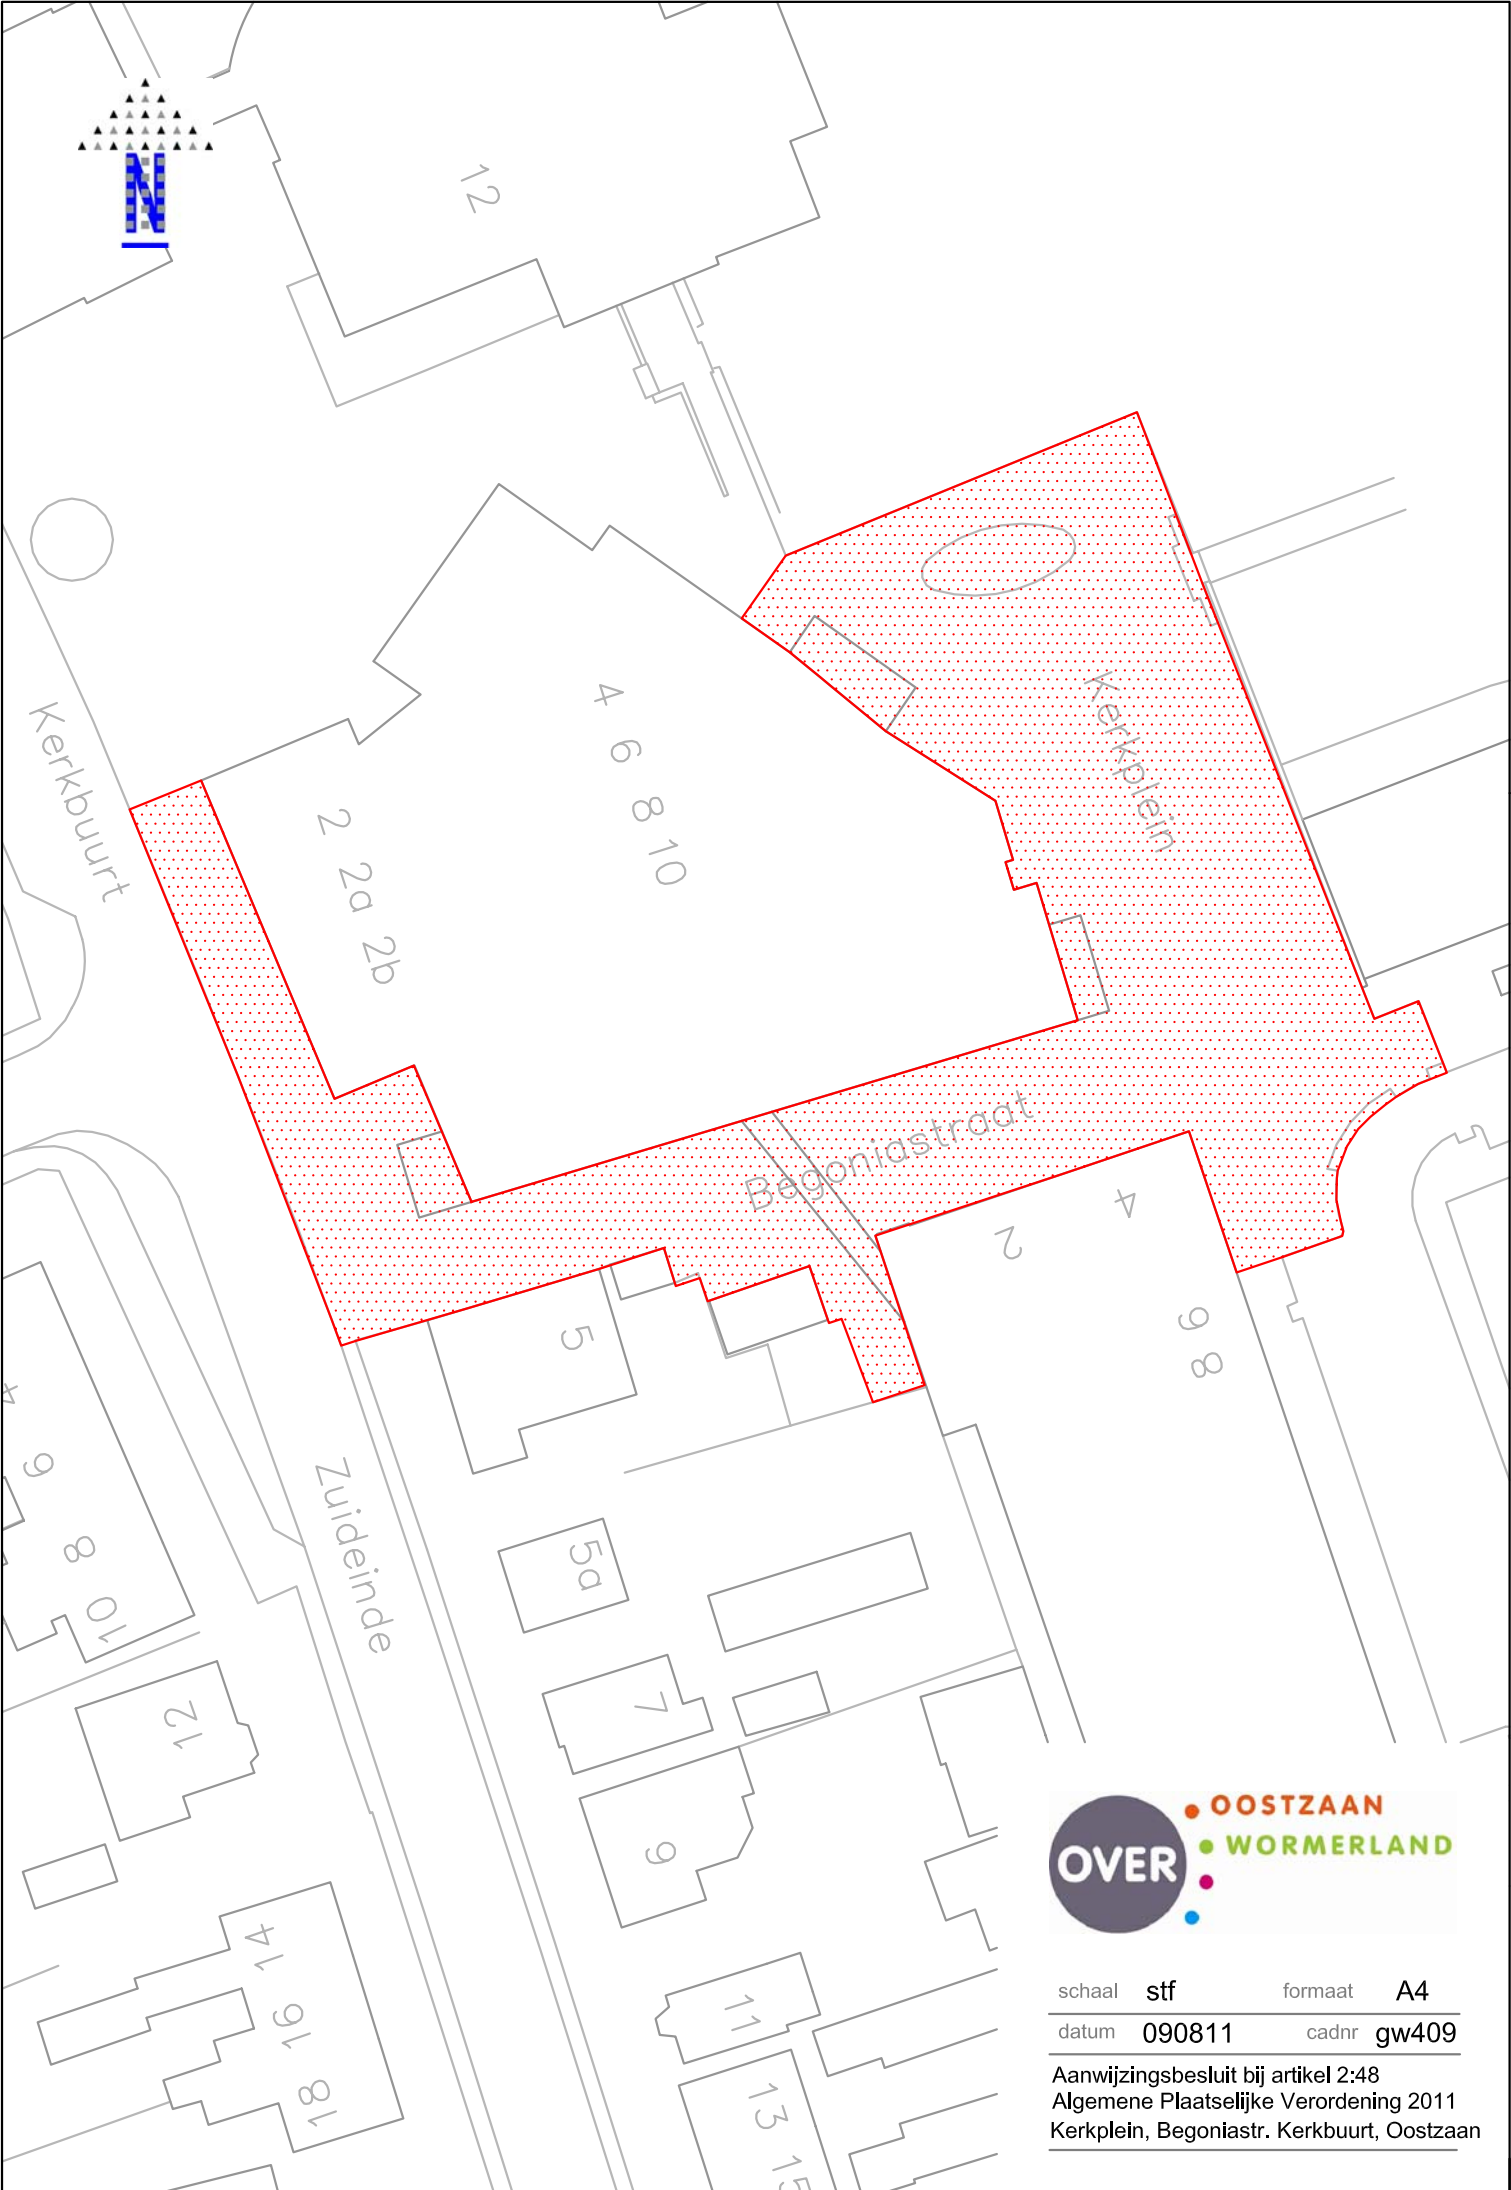 N
12
Kerkbuurt
4
6
8
10
2
2a
2b
Kerkplein
Begoniastraat
2
4
5
6
8
Zuideinde
4
6
8
10
5a
12
7
9
14
16
18
11
13
15
OVER
OOSTZAAN
WORMERLAND
schaal stf formaat A4
datum 090811 cadnr gw409
Aanwijzingsbesluit bij artikel 2:48
Algemene Plaatselijke Verordening 2011
Kerkplein, Begoniastr. Kerkbuurt, Oostzaan